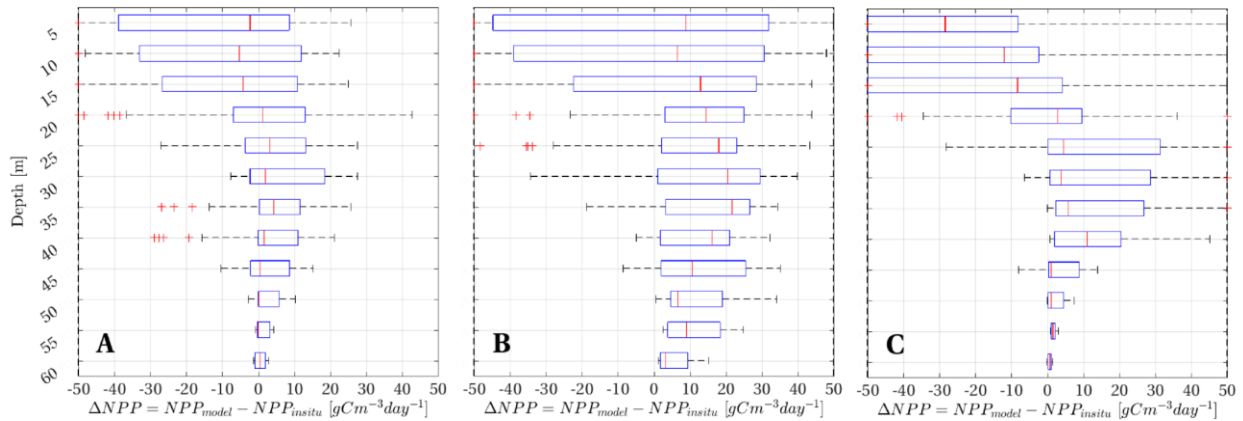 5
10
15
20
25
30
35
40
45
50
55
60
Depth [m]
A
B
C
-50 -40 -30 -20 -10 0 10 20 30 40 50
-50 -40 -30 -20 -10 0 10 20 30 40 50
-50 -40 -30 -20 -10 0 10 20 30 40 50
ΔNPP = NPP_model − NPP_insitu [gCm⁻³day⁻¹]
ΔNPP = NPP_model − NPP_insitu [gCm⁻³day⁻¹]
ΔNPP = NPP_model − NPP_insitu [gCm⁻³day⁻¹]